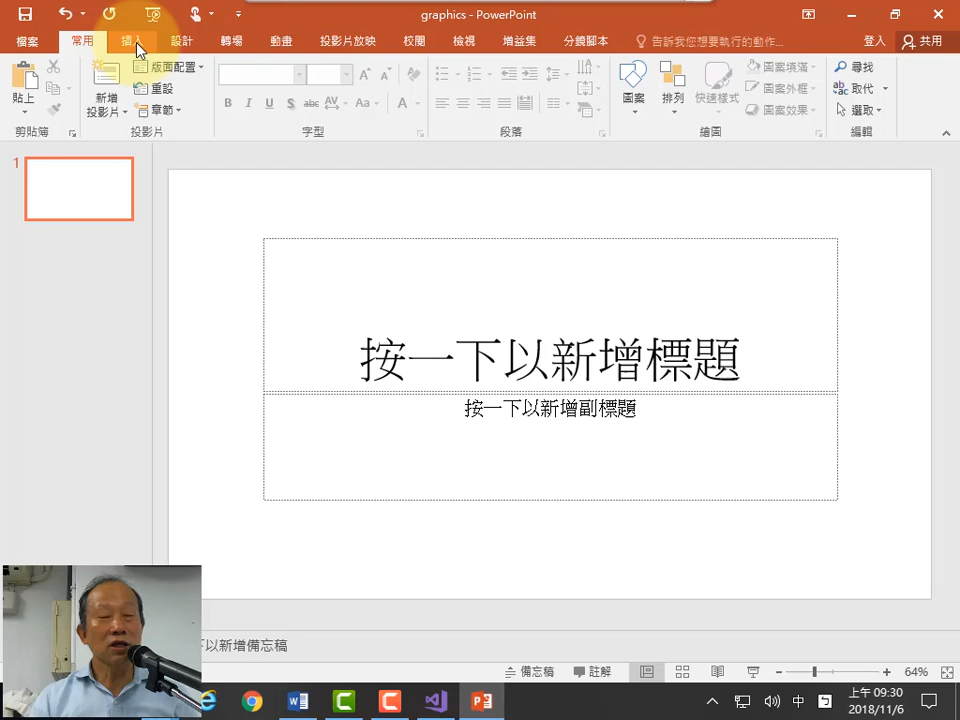 graphics - PowerPoint
檔案 常用 插入 設計 轉場 動畫 投影片放映 校閱 檢視 增益集 分鏡腳本 告訴我您想要執行的動作... 登入 共用
貼上
新增
投影片
版面配置
重設
章節
B I U S abc AV Aa A
A A
圖案
排列
快速樣式
圖案填滿
圖案外框
圖案效果
尋找
取代
選取
剪貼簿 投影片 字型 段落 繪圖 編輯
1
按一下以新增標題
按一下以新增副標題
下以新增備忘稿
備忘稿 註解 64%
中
上午 09:30
2018/11/6